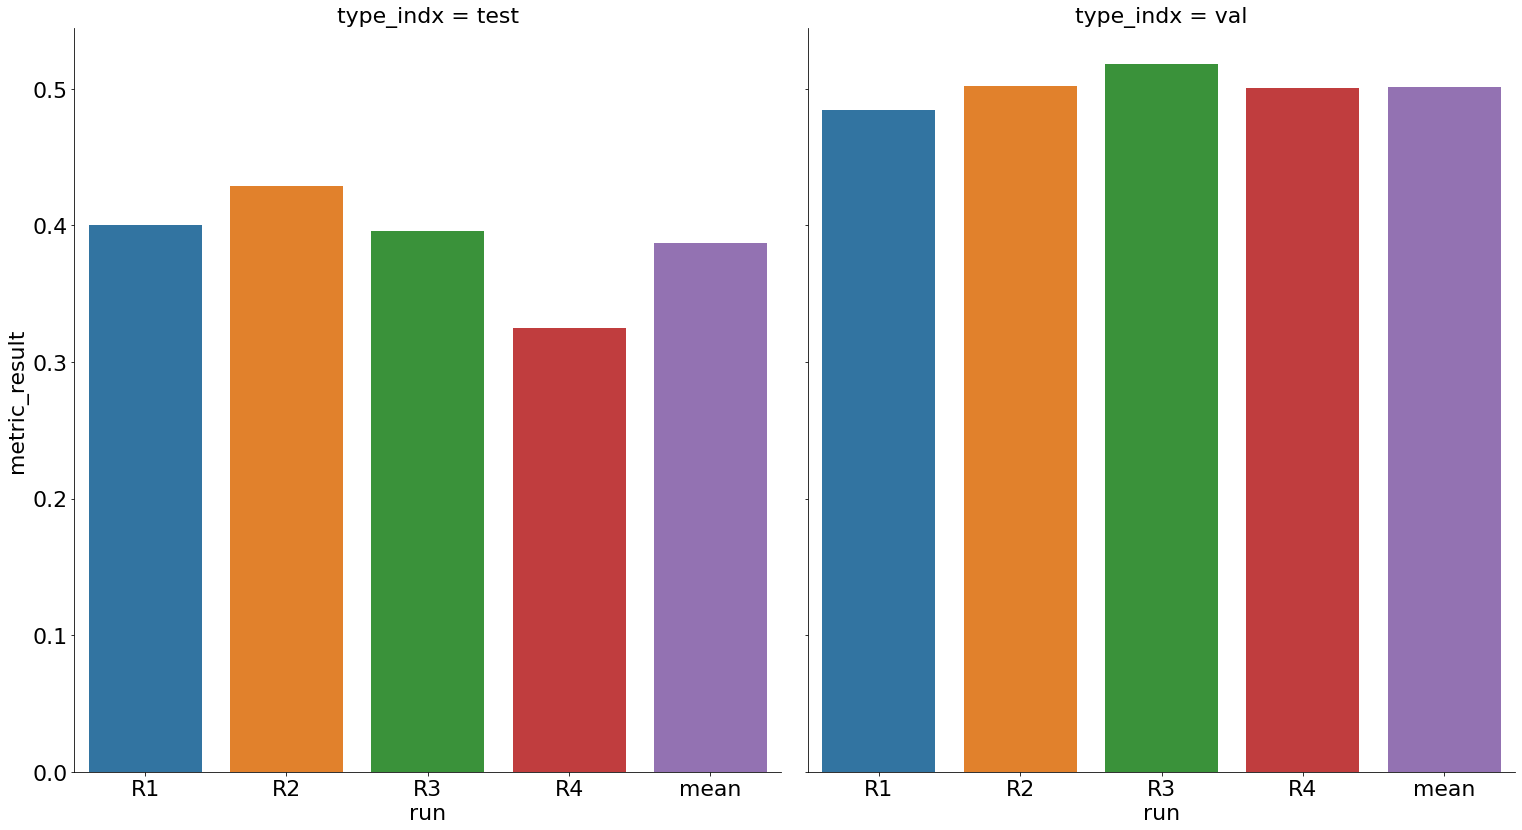 type_indx = test
type_indx = val
metric_result
0.5
0.4
0.3
0.2
0.1
0.0
R1 R2 R3 R4 mean
run
R1 R2 R3 R4 mean
run